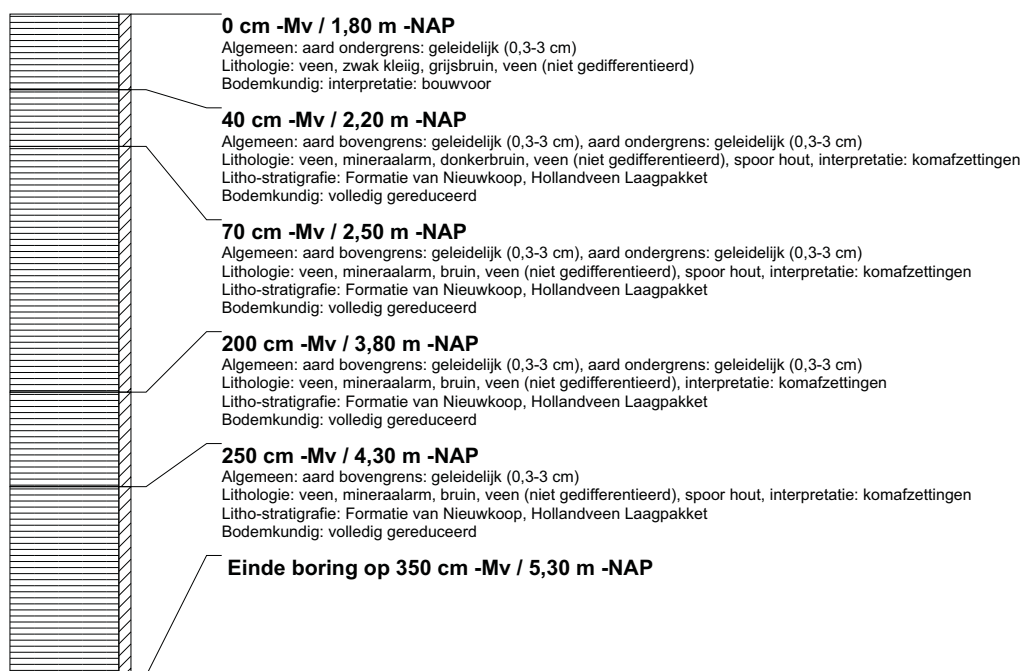 0 cm -Mv / 1,80 m -NAP
Algemeen: aard ondergrens: geleidelijk (0,3-3 cm)
Lithologie: veen, zwak kleiig, grijsbruin, veen (niet gedifferentieerd)
Bodemkundig: interpretatie: bouwvoor
40 cm -Mv / 2,20 m -NAP
Algemeen: aard bovengrens: geleidelijk (0,3-3 cm), aard ondergrens: geleidelijk (0,3-3 cm)
Lithologie: veen, mineraalarm, donkerbruin, veen (niet gedifferentieerd), spoor hout, interpretatie: komafzettingen
Litho-stratigrafie: Formatie van Nieuwkoop, Hollandveen Laagpakket
Bodemkundig: volledig gereduceerd
70 cm -Mv / 2,50 m -NAP
Algemeen: aard bovengrens: geleidelijk (0,3-3 cm), aard ondergrens: geleidelijk (0,3-3 cm)
Lithologie: veen, mineraalarm, bruin, veen (niet gedifferentieerd), spoor hout, interpretatie: komafzettingen
Litho-stratigrafie: Formatie van Nieuwkoop, Hollandveen Laagpakket
Bodemkundig: volledig gereduceerd
200 cm -Mv / 3,80 m -NAP
Algemeen: aard bovengrens: geleidelijk (0,3-3 cm), aard ondergrens: geleidelijk (0,3-3 cm)
Lithologie: veen, mineraalarm, bruin, veen (niet gedifferentieerd), interpretatie: komafzettingen
Litho-stratigrafie: Formatie van Nieuwkoop, Hollandveen Laagpakket
Bodemkundig: volledig gereduceerd
250 cm -Mv / 4,30 m -NAP
Algemeen: aard bovengrens: geleidelijk (0,3-3 cm)
Lithologie: veen, mineraalarm, bruin, veen (niet gedifferentieerd), spoor hout, interpretatie: komafzettingen
Litho-stratigrafie: Formatie van Nieuwkoop, Hollandveen Laagpakket
Bodemkundig: volledig gereduceerd
Einde boring op 350 cm -Mv / 5,30 m -NAP